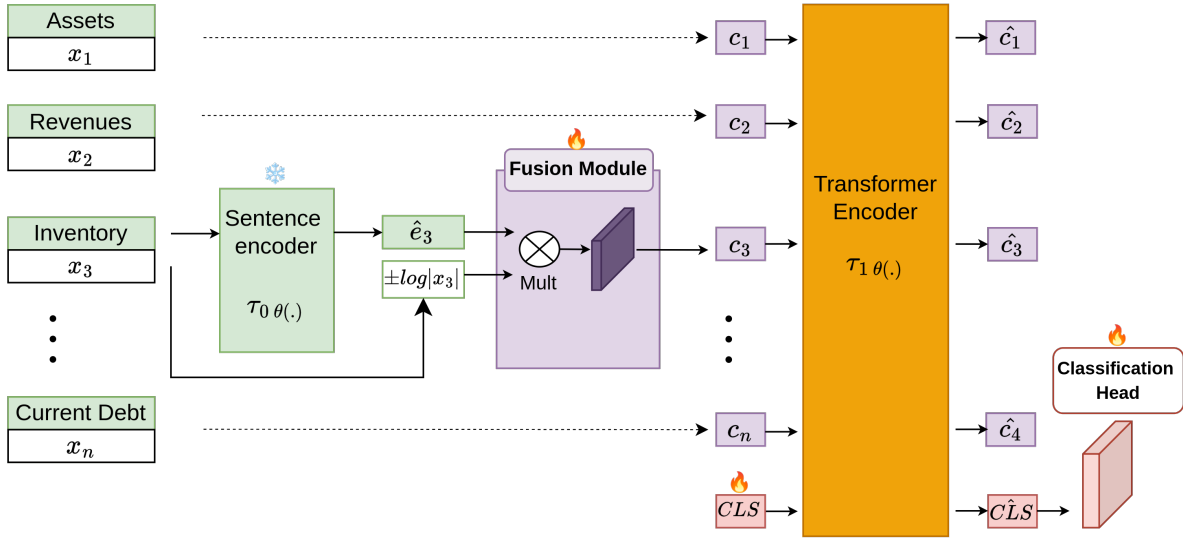 Assets
x₁
c₁
ĉ₁
Revenues
x₂
c₂
ĉ₂
Fusion Module
Transformer
Encoder
τ₁ θ(.)
Sentence
encoder
τ₀ θ(.)
Inventory
x₃
ê₃
±log|x₃|
Mult
c₃
ĉ₃
Classification
Head
Current Debt
xₙ
cₙ
ĉ₄
CLS
CL̂S